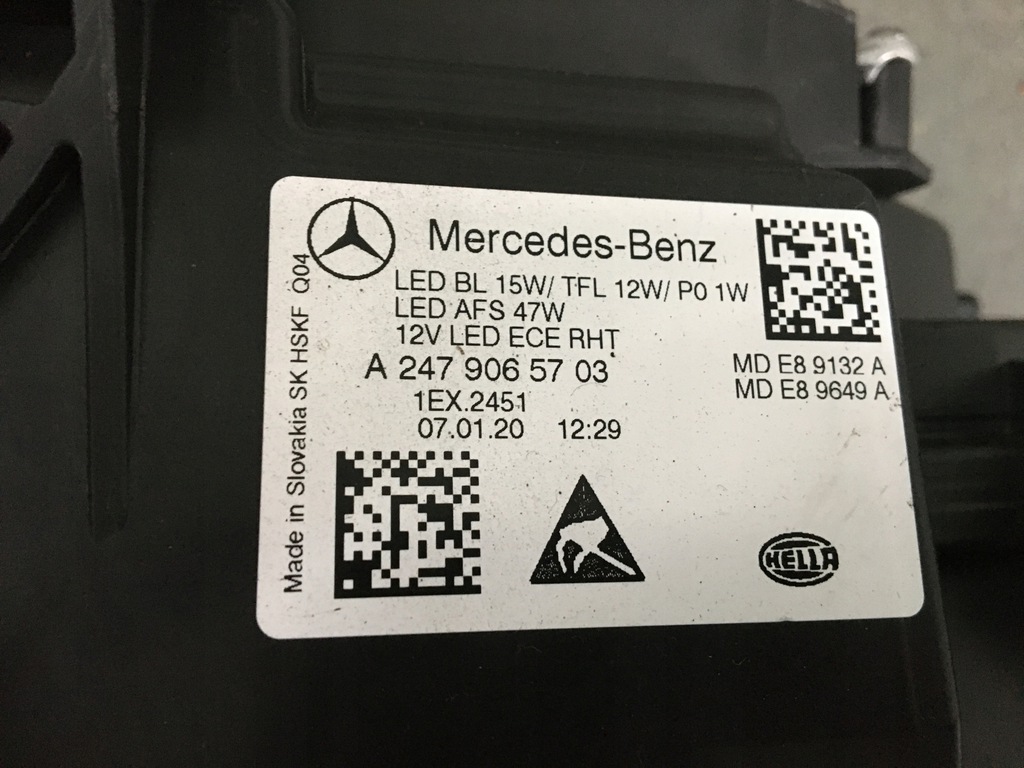 Mercedes-Benz
LED BL 15W/ TFL 12W/ P0 1W
LED AFS 47W
12V LED ECE RHT
A 247 906 57 03
MD E8 9132 A
MD E8 9649 A
1EX.2451
07.01.20 12:29
Made in Slovakia SK HSKF Q04
HELLA